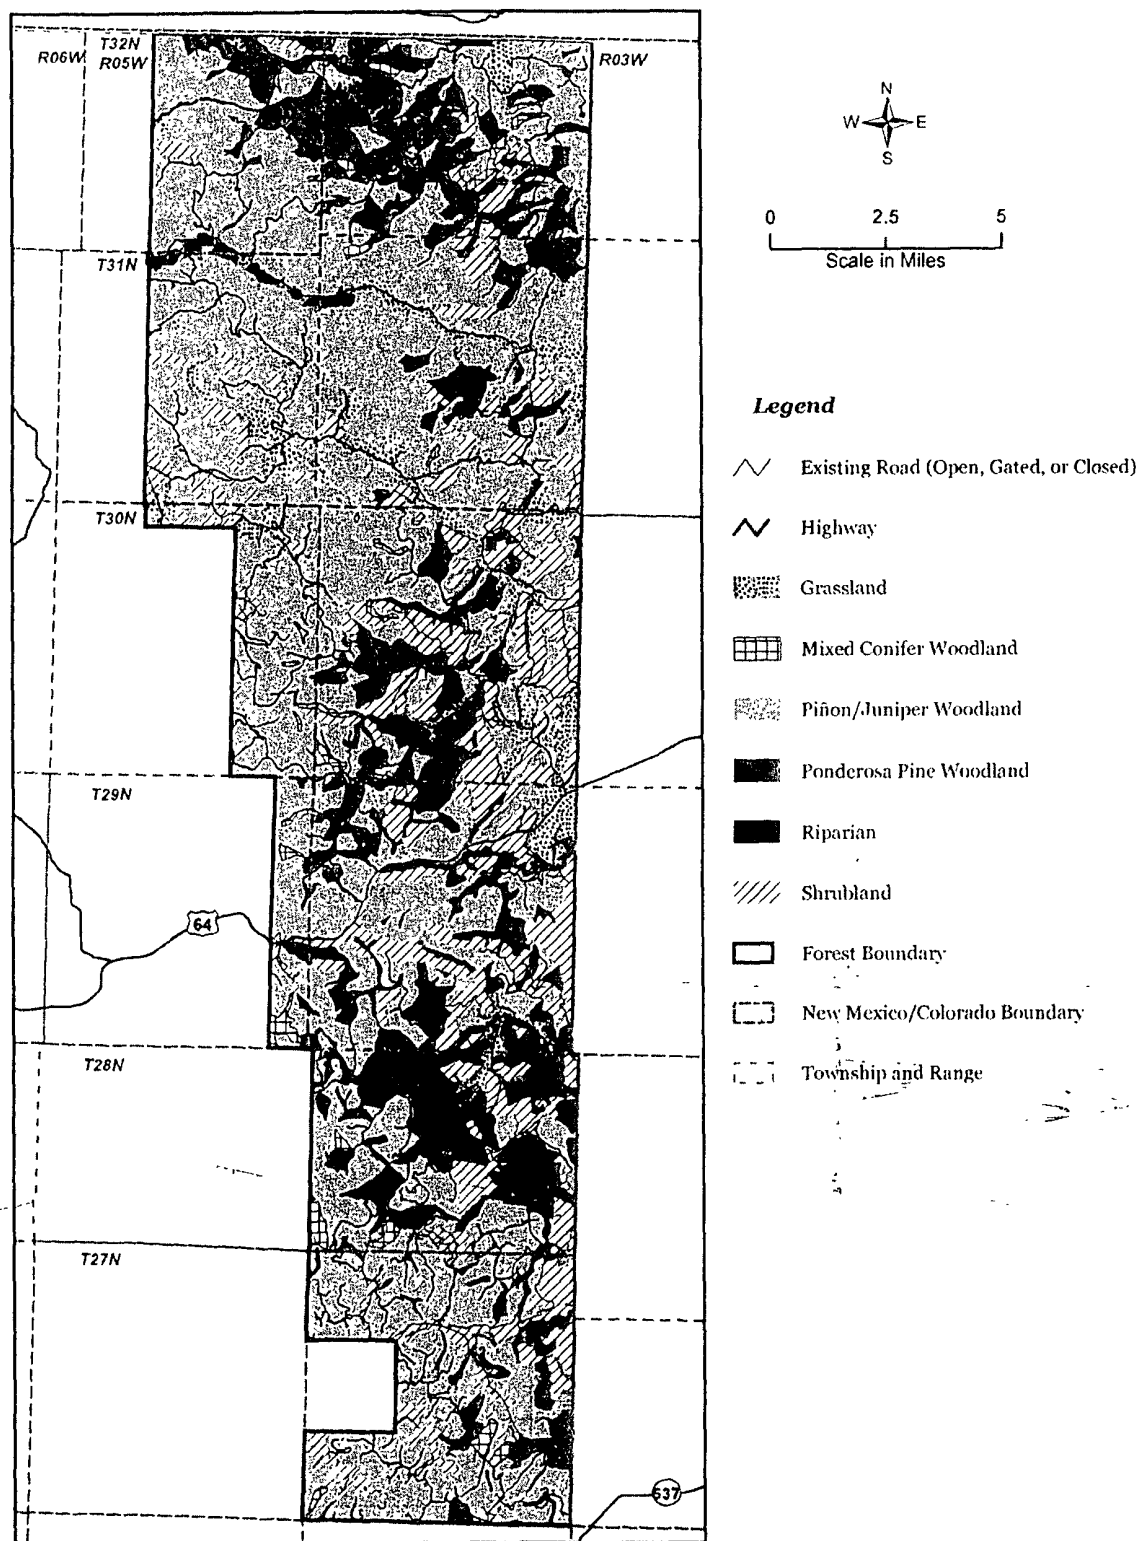 T32N
R06W
R05W
R03W
N
W
E
S
0 2.5 5
Scale in Miles
T31N
Legend
Existing Road (Open, Gated, or Closed)
T30N
Highway
Grassland
Mixed Conifer Woodland
Piñon/Juniper Woodland
Ponderosa Pine Woodland
T29N
Riparian
Shrubland
64
Forest Boundary
New Mexico/Colorado Boundary
T28N
Township and Range
T27N
537